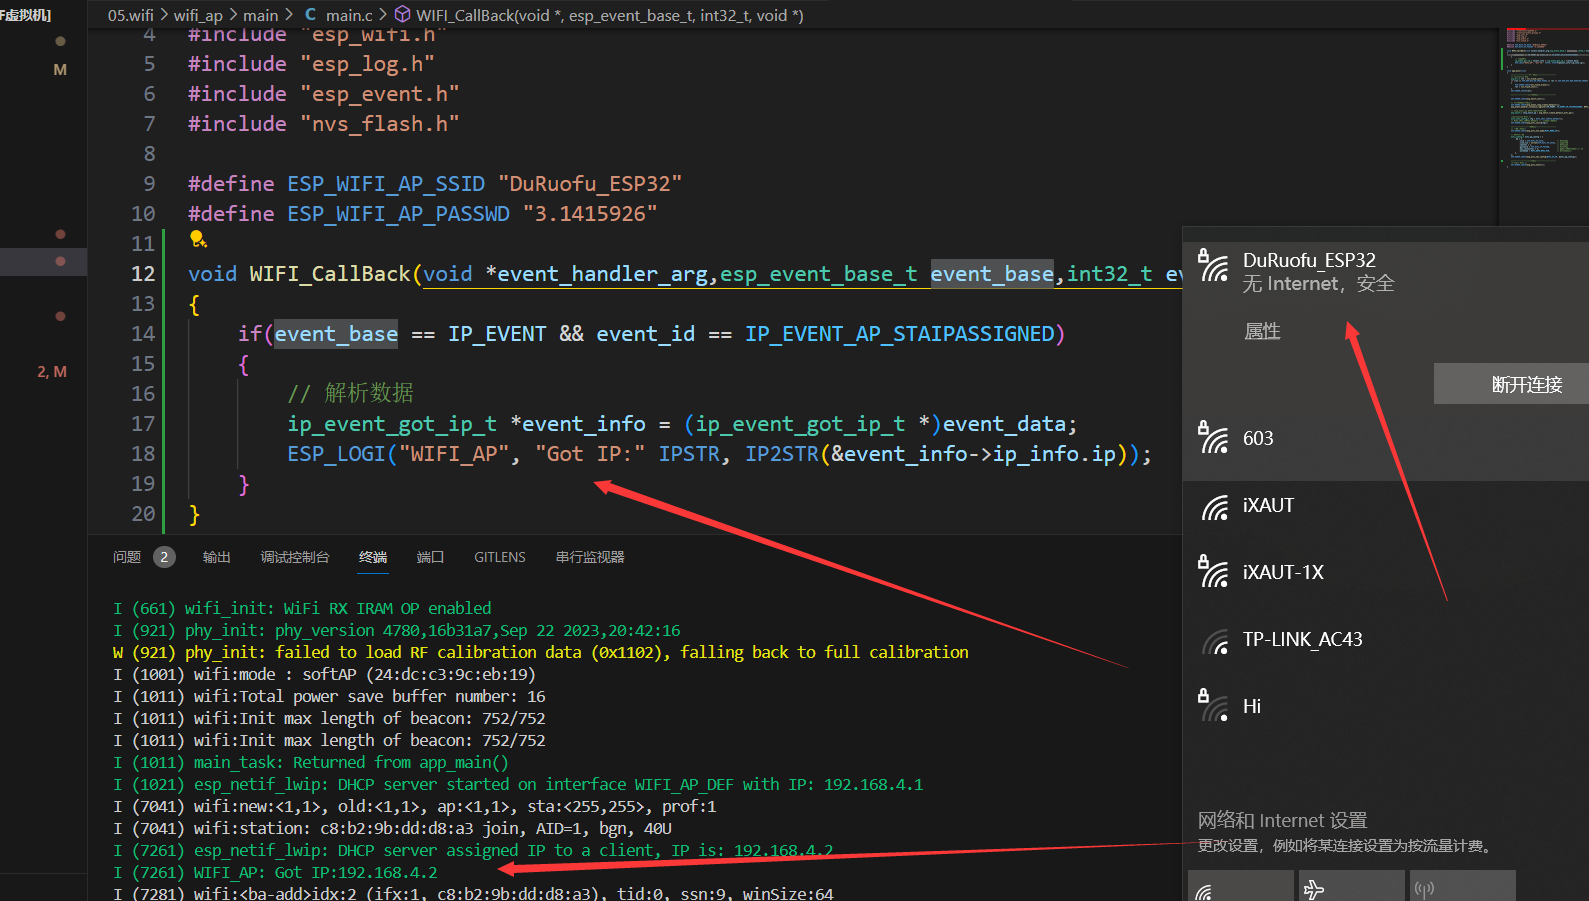 F虚拟机]
05.wifi > wifi_ap > main > C main.c > WIFI_CallBack(void *, esp_event_base_t, int32_t, void *)
M
2, M
4 #include "esp_wifi.h"
5 #include "esp_log.h"
6 #include "esp_event.h"
7 #include "nvs_flash.h"
8
9 #define ESP_WIFI_AP_SSID "DuRuofu_ESP32"
10 #define ESP_WIFI_AP_PASSWD "3.1415926"
11
12 void WIFI_CallBack(void *event_handler_arg,esp_event_base_t event_base,int32_t ev
13 {
14 if(event_base == IP_EVENT && event_id == IP_EVENT_AP_STAIPASSIGNED)
15 {
16 // 解析数据
17 ip_event_got_ip_t *event_info = (ip_event_got_ip_t *)event_data;
18 ESP_LOGI("WIFI_AP", "Got IP:" IPSTR, IP2STR(&event_info->ip_info.ip));
19 }
20 }
问题 2 输出 调试控制台 终端 端口 GITLENS 串行监视器
I (661) wifi_init: WiFi RX IRAM OP enabled
I (921) phy_init: phy_version 4780,16b31a7,Sep 22 2023,20:42:16
W (921) phy_init: failed to load RF calibration data (0x1102), falling back to full calibration
I (1001) wifi:mode : softAP (24:dc:c3:9c:eb:19)
I (1011) wifi:Total power save buffer number: 16
I (1011) wifi:Init max length of beacon: 752/752
I (1011) wifi:Init max length of beacon: 752/752
I (1011) main_task: Returned from app_main()
I (1021) esp_netif_lwip: DHCP server started on interface WIFI_AP_DEF with IP: 192.168.4.1
I (7041) wifi:new:<1,1>, old:<1,1>, ap:<1,1>, sta:<255,255>, prof:1
I (7041) wifi:station: c8:b2:9b:dd:d8:a3 join, AID=1, bgn, 40U
I (7261) esp_netif_lwip: DHCP server assigned IP to a client, IP is: 192.168.4.2
I (7261) WIFI_AP: Got IP:192.168.4.2
I (7281) wifi:<ba-add>idx:2 (ifx:1, c8:b2:9b:dd:d8:a3), tid:0, ssn:9, winSize:64
DuRuofu_ESP32
无 Internet，安全
属性
断开连接
603
iXAUT
iXAUT-1X
TP-LINK_AC43
Hi
网络和 Internet 设置
更改设置，例如将某连接设置为按流量计费。